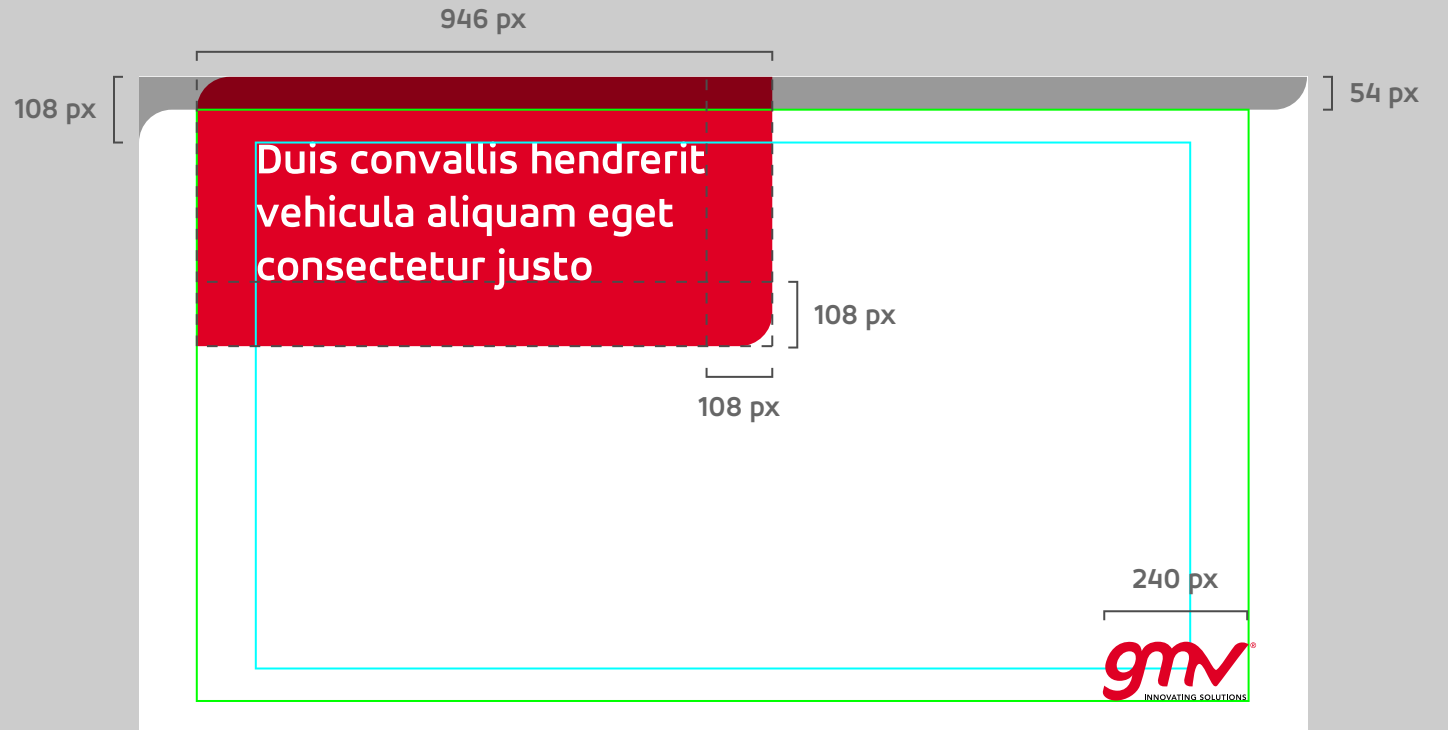 946 px
108 px
54 px
Duis convallis hendrerit
vehicula aliquam eget
consectetur justo
108 px
108 px
240 px
gmv®
INNOVATING SOLUTIONS